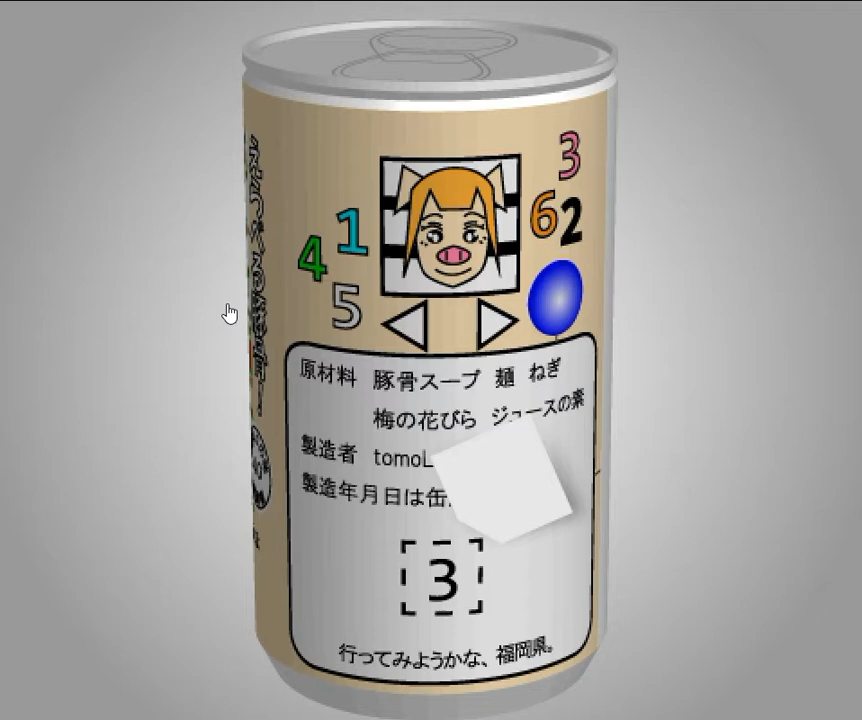 3
1 6 2
4
5
原材料 豚骨スープ 麺 ねぎ
梅の花びら ジュースの素
製造者 tomoL
製造年月日は缶
3
行ってみようかな、福岡県。